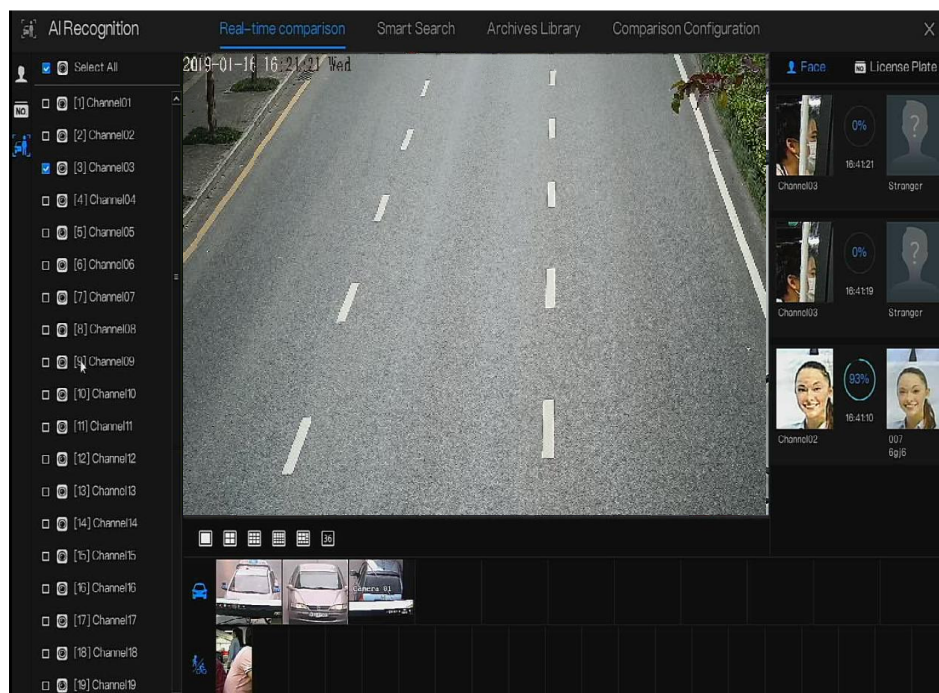 AI Recognition
Real-time comparison
Smart Search
Archives Library
Comparison Configuration
X
NO.
Select All
[1] Channel01
[2] Channel02
[3] Channel03
[4] Channel04
[5] Channel05
[6] Channel06
[7] Channel07
[8] Channel08
[9] Channel09
[10] Channel10
[11] Channel11
[12] Channel12
[13] Channel13
[14] Channel14
[15] Channel15
[16] Channel16
[17] Channel17
[18] Channel18
[19] Channel19
2019-01-16 16:21:21 Wed
36
Camera 01
Face
NO. License Plate
0%
?
16:41:21
Channel03
Stranger
0%
?
16:41:19
Channel03
Stranger
93%
16:41:10
Channel02
007
6gj6